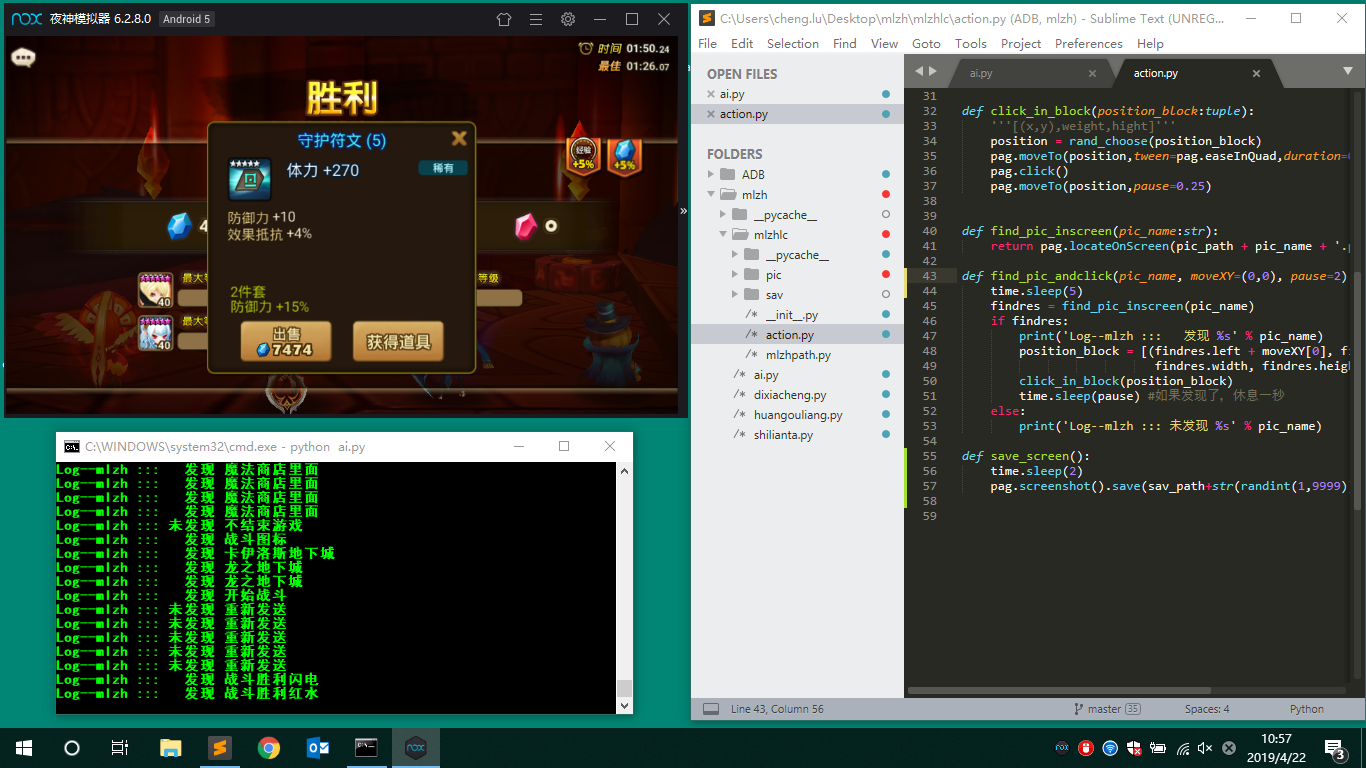 nox 夜神模拟器 6.2.8.0 Android 5
时间 01:50.24
最佳 01:26.07
胜利
守护符文 (5)
体力 +270
稀有
经验
+5%
+5%
防御力 +10
效果抵抗 +4%
4
0
最大等
等级
40
最大等
40
2件套
防御力 +15%
出售
7474
获得道具
C:\WINDOWS\system32\cmd.exe - python ai.py
Log--mlzh ::: 发现 魔法商店里面
Log--mlzh ::: 发现 魔法商店里面
Log--mlzh ::: 发现 魔法商店里面
Log--mlzh ::: 发现 魔法商店里面
Log--mlzh ::: 未发现 不结束游戏
Log--mlzh ::: 发现 战斗图标
Log--mlzh ::: 发现 卡伊洛斯地下城
Log--mlzh ::: 发现 龙之地下城
Log--mlzh ::: 发现 龙之地下城
Log--mlzh ::: 发现 开始战斗
Log--mlzh ::: 未发现 重新发送
Log--mlzh ::: 未发现 重新发送
Log--mlzh ::: 未发现 重新发送
Log--mlzh ::: 未发现 重新发送
Log--mlzh ::: 未发现 重新发送
Log--mlzh ::: 发现 战斗胜利闪电
Log--mlzh ::: 发现 战斗胜利红水
C:\Users\cheng.lu\Desktop\mlzh\mlzhlc\action.py (ADB, mlzh) - Sublime Text (UNREG...
File Edit Selection Find View Goto Tools Project Preferences Help
OPEN FILES
ai.py
action.py
FOLDERS
ADB
mlzh
__pycache__
mlzhlc
__pycache__
pic
sav
/* __init__.py
/* action.py
/* mlzhpath.py
/* ai.py
/* dixiacheng.py
/* huangouliang.py
/* shilianta.py
ai.py
action.py
31
32 def click_in_block(position_block:tuple):
33 '''[(x,y),weight,hight]'''
34 position = rand_choose(position_block)
35 pag.moveTo(position,tween=pag.easeInQuad,duration=
36 pag.click()
37 pag.moveTo(position,pause=0.25)
38
39
40 def find_pic_inscreen(pic_name:str):
41 return pag.locateOnScreen(pic_path + pic_name + '.
42
43 def find_pic_andclick(pic_name, moveXY=(0,0), pause=2)
44 time.sleep(5)
45 findres = find_pic_inscreen(pic_name)
46 if findres:
47 print('Log--mlzh ::: 发现 %s' % pic_name)
48 position_block = [(findres.left + moveXY[0], fi
49 findres.width, findres.heigh
50 click_in_block(position_block)
51 time.sleep(pause) #如果发现了，休息一秒
52 else:
53 print('Log--mlzh ::: 未发现 %s' % pic_name)
54
55 def save_screen():
56 time.sleep(2)
57 pag.screenshot().save(sav_path+str(randint(1,9999)
58
59
Line 43, Column 56
master 35
Spaces: 4
Python
nox
10:57
2019/4/22
3